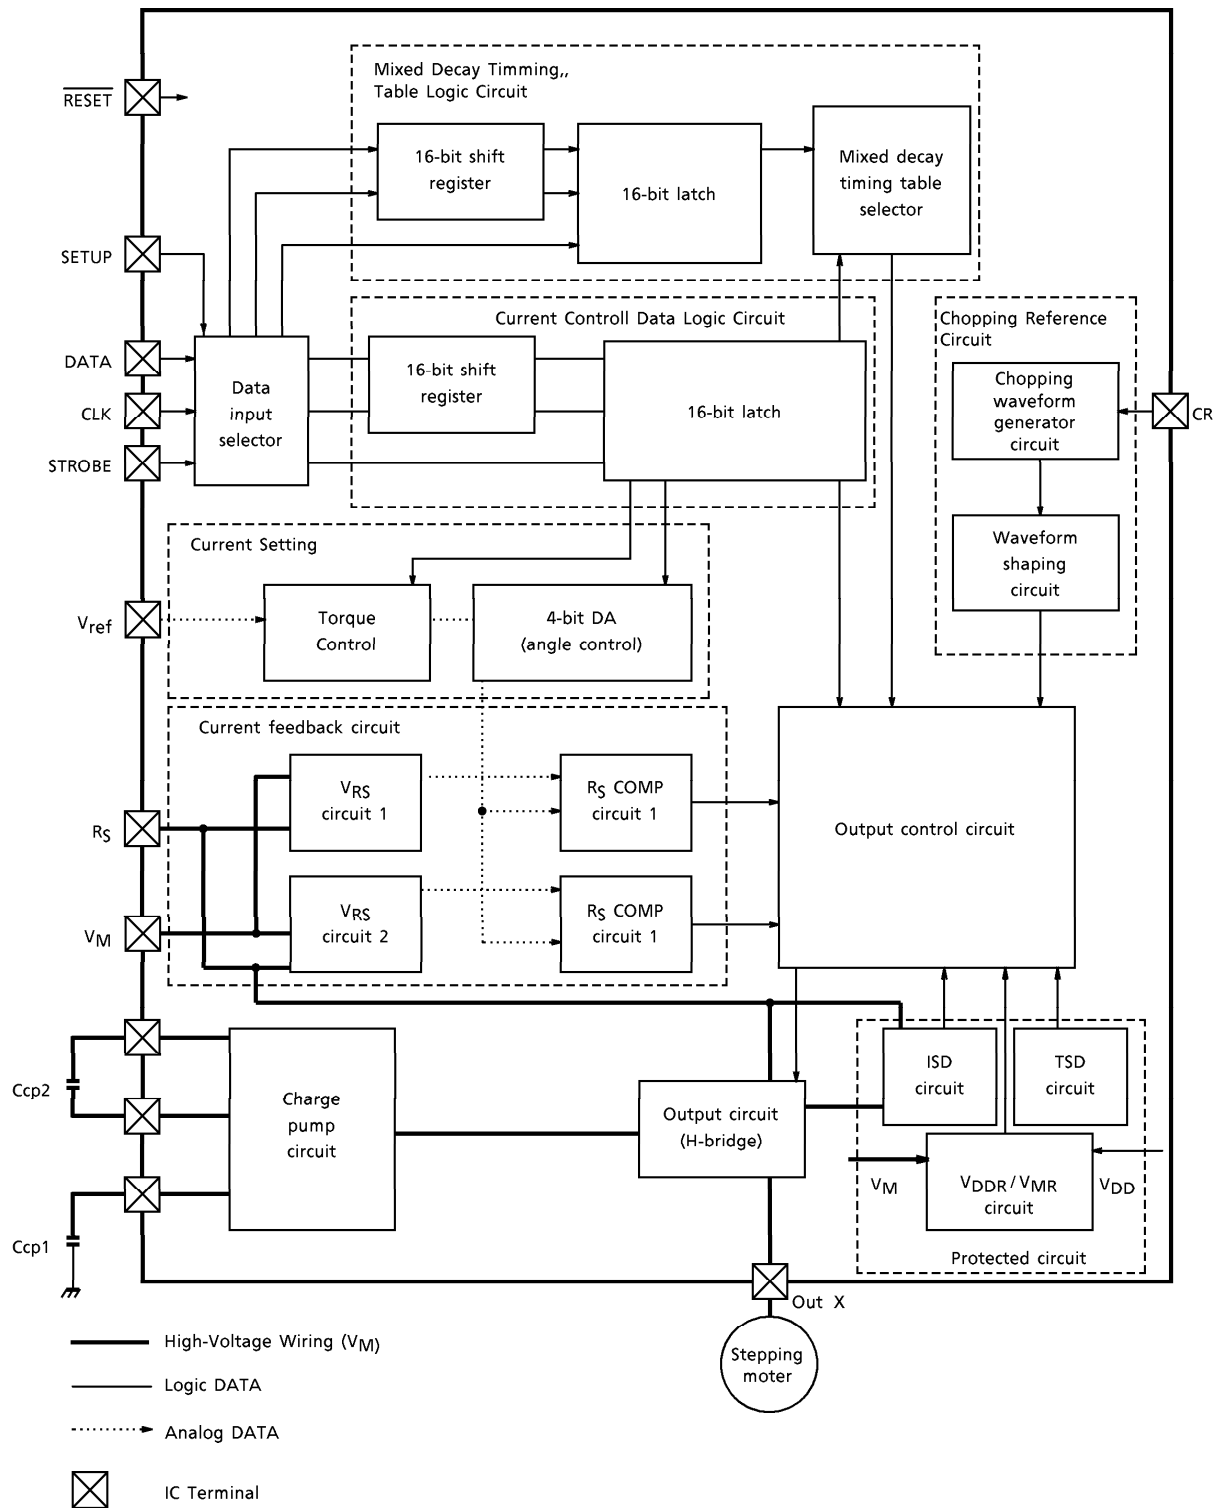 Mixed Decay Timming,,
Table Logic Circuit
RESET
16-bit shift
register
16-bit latch
Mixed decay
timing table
selector
SETUP
Current Controll Data Logic Circuit
Chopping Reference
Circuit
DATA
CLK
STROBE
Data
input
selector
16-bit shift
register
16-bit latch
Chopping
waveform
generator
circuit
CR
Waveform
shaping
circuit
Current Setting
Vref
Torque
Control
4-bit DA
(angle control)
Current feedback circuit
VRS
circuit 1
RS COMP
circuit 1
RS
Output control circuit
VRS
circuit 2
RS COMP
circuit 1
VM
Ccp2
Charge
pump
circuit
Output circuit
(H-bridge)
ISD
circuit
TSD
circuit
VM
VDDR/VMR
circuit
VDD
Ccp1
Protected circuit
Out X
Stepping
moter
High-Voltage Wiring (VM)
Logic DATA
Analog DATA
IC Terminal